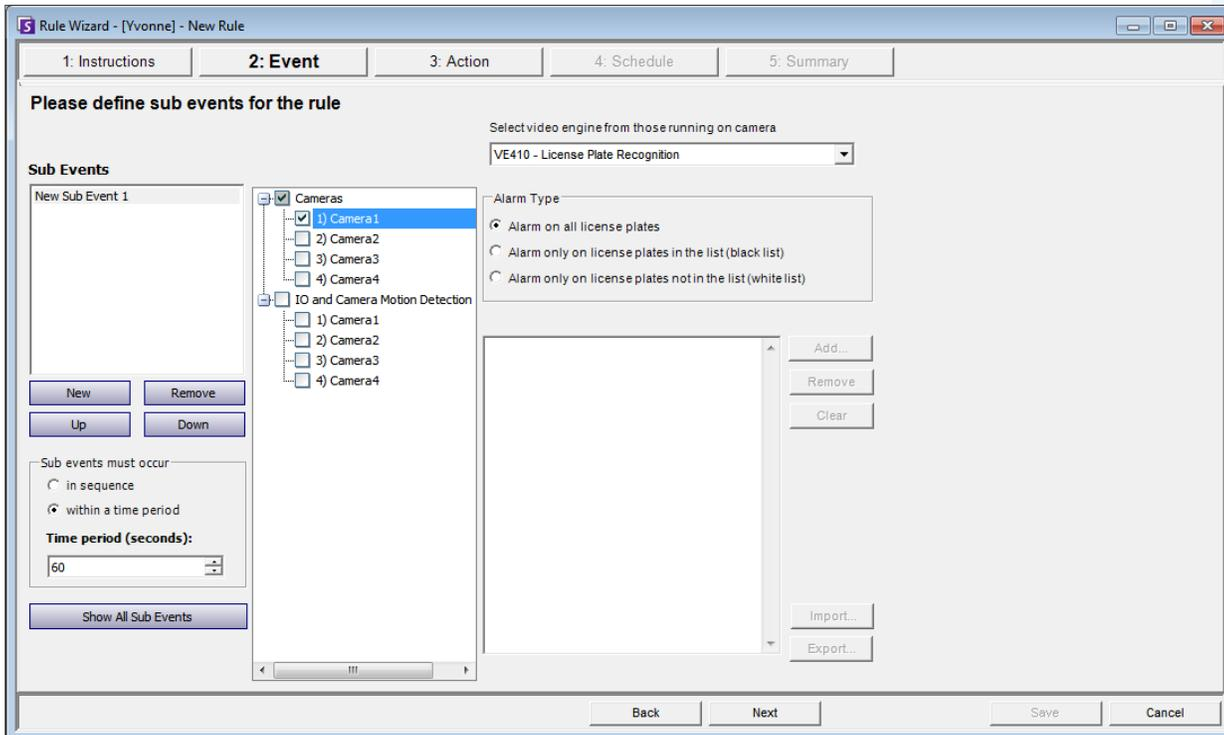 Rule Wizard - [Yvonne] - New Rule
1: Instructions
2: Event
3: Action
4: Schedule
5: Summary
Please define sub events for the rule
Select video engine from those running on camera
VE410 - License Plate Recognition
Sub Events
New Sub Event 1
New
Remove
Up
Down
Sub events must occur
in sequence
within a time period
Time period (seconds):
60
Show All Sub Events
Cameras
1) Camera1
2) Camera2
3) Camera3
4) Camera4
IO and Camera Motion Detection
1) Camera1
2) Camera2
3) Camera3
4) Camera4
Alarm Type
Alarm on all license plates
Alarm only on license plates in the list (black list)
Alarm only on license plates not in the list (white list)
Add...
Remove
Clear
Import...
Export...
Back
Next
Save
Cancel